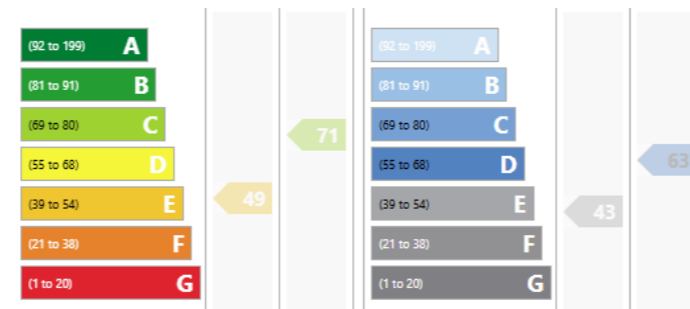 (92 to 199) A
(81 to 91) B
(69 to 80) C
(55 to 68) D
(39 to 54) E
(21 to 38) F
(1 to 20) G
49
71
(92 to 199) A
(81 to 91) B
(69 to 80) C
(55 to 68) D
(39 to 54) E
(21 to 38) F
(1 to 20) G
43
63